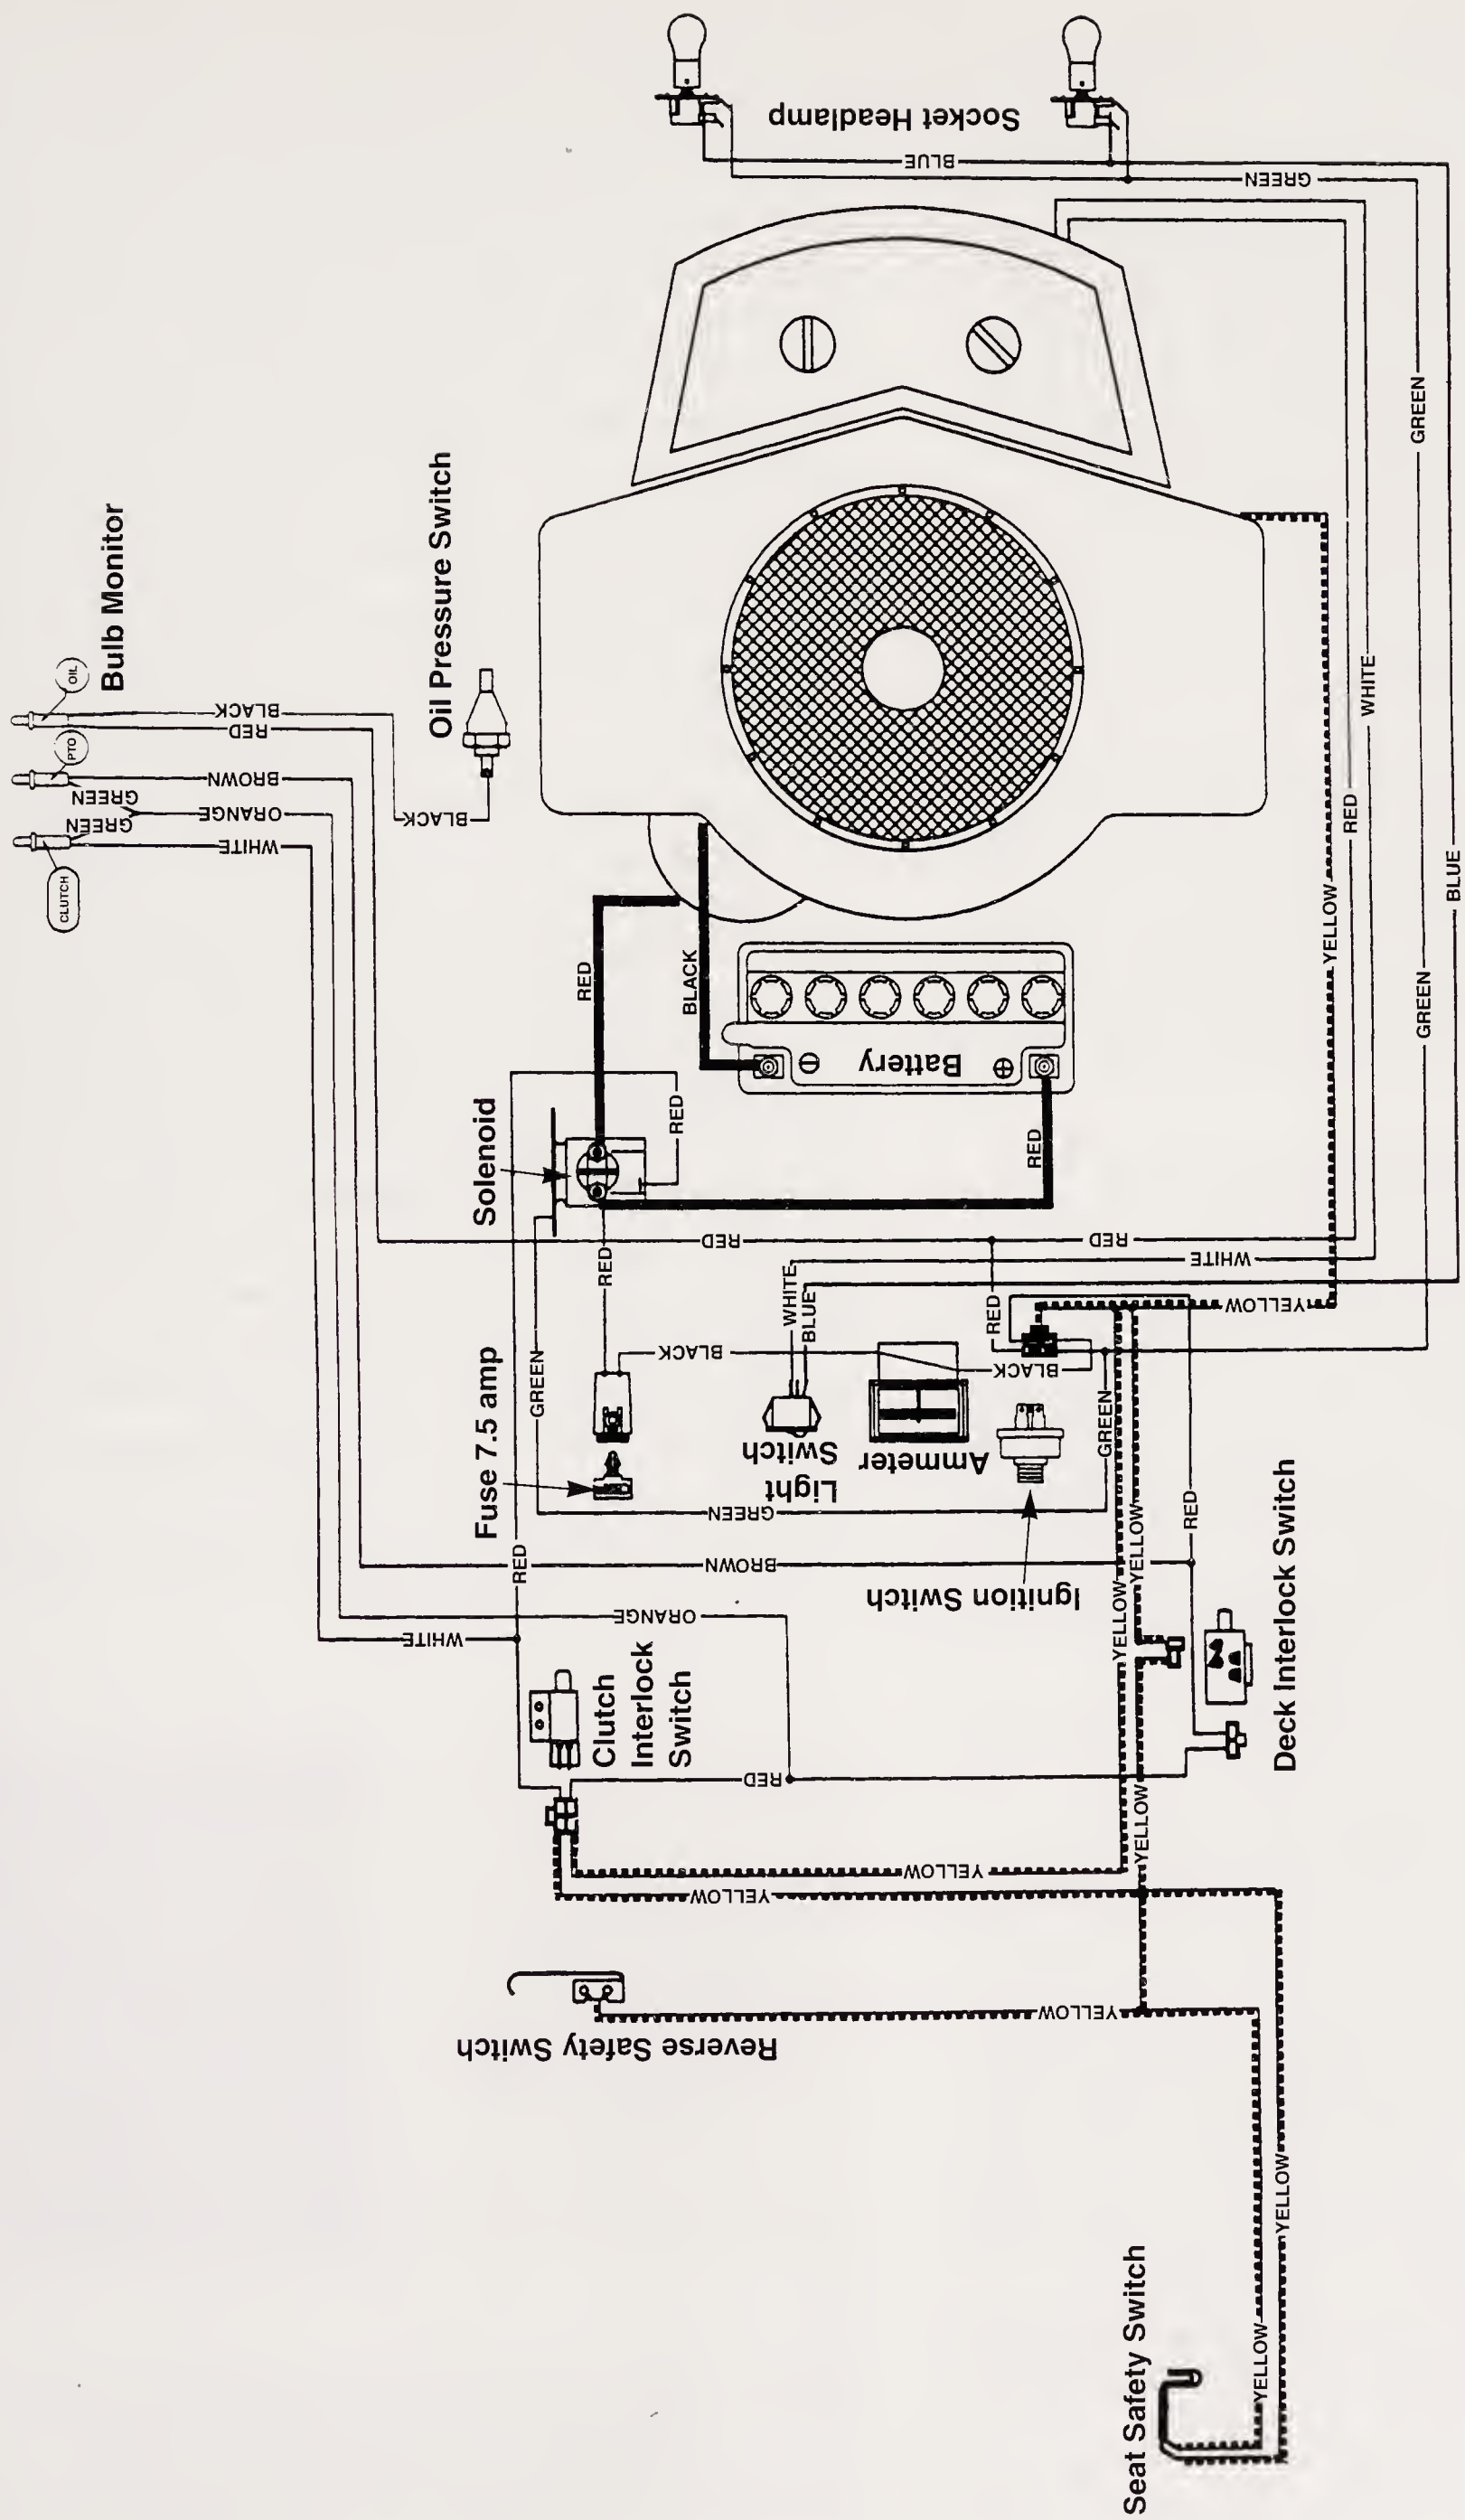 Socket Headlamp
BLUE
GREEN
Bulb Monitor
OIL
PTO
CLUTCH
BLACK
RED
BROWN
GREEN
ORANGE
GREEN
WHITE
Oil Pressure Switch
BLACK
GREEN
WHITE
RED
BLUE
YELLOW
GREEN
RED
BLACK
Battery
RED
RED
Solenoid
RED
RED
RED
WHITE
RED
WHITE
BLUE
RED
YELLOW
BLACK
BLACK
GREEN
Fuse 7.5 amp
Light
Switch
Ammeter
GREEN
GREEN
Ignition Switch
RED
RED
BROWN
YELLOW
YELLOW
Deck Interlock Switch
ORANGE
WHITE
Clutch
Interlock
Switch
RED
YELLOW
YELLOW
YELLOW
YELLOW
Reverse Safety Switch
YELLOW
YELLOW
Seat Safety Switch